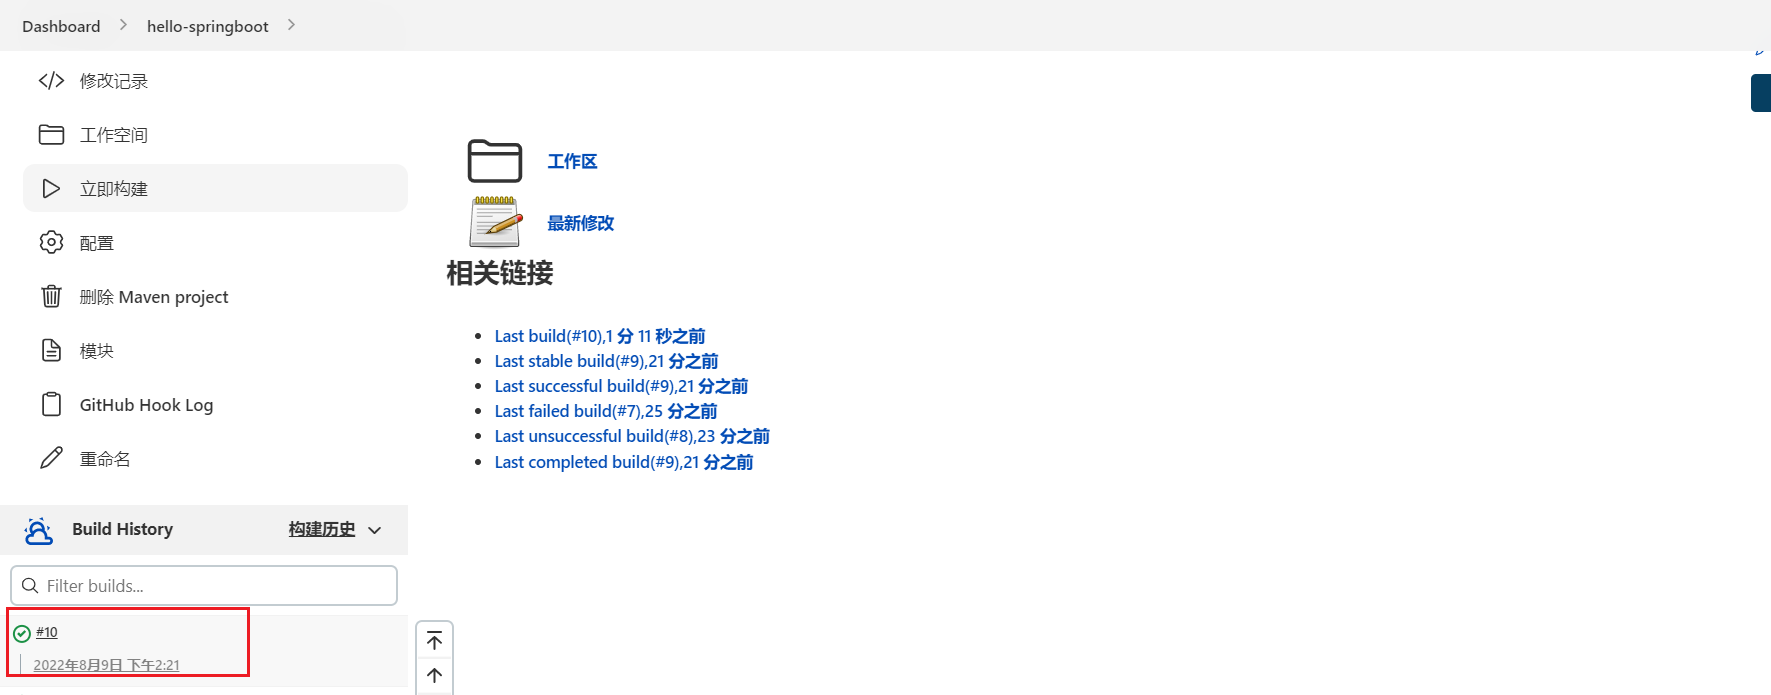 Dashboard
hello-springboot
修改记录
工作空间
立即构建
配置
删除 Maven project
模块
GitHub Hook Log
重命名
Build History
构建历史
Filter builds...
#10
2022年8月9日 下午2:21
工作区
最新修改
相关链接
Last build(#10),1 分 11 秒之前
Last stable build(#9),21 分之前
Last successful build(#9),21 分之前
Last failed build(#7),25 分之前
Last unsuccessful build(#8),23 分之前
Last completed build(#9),21 分之前